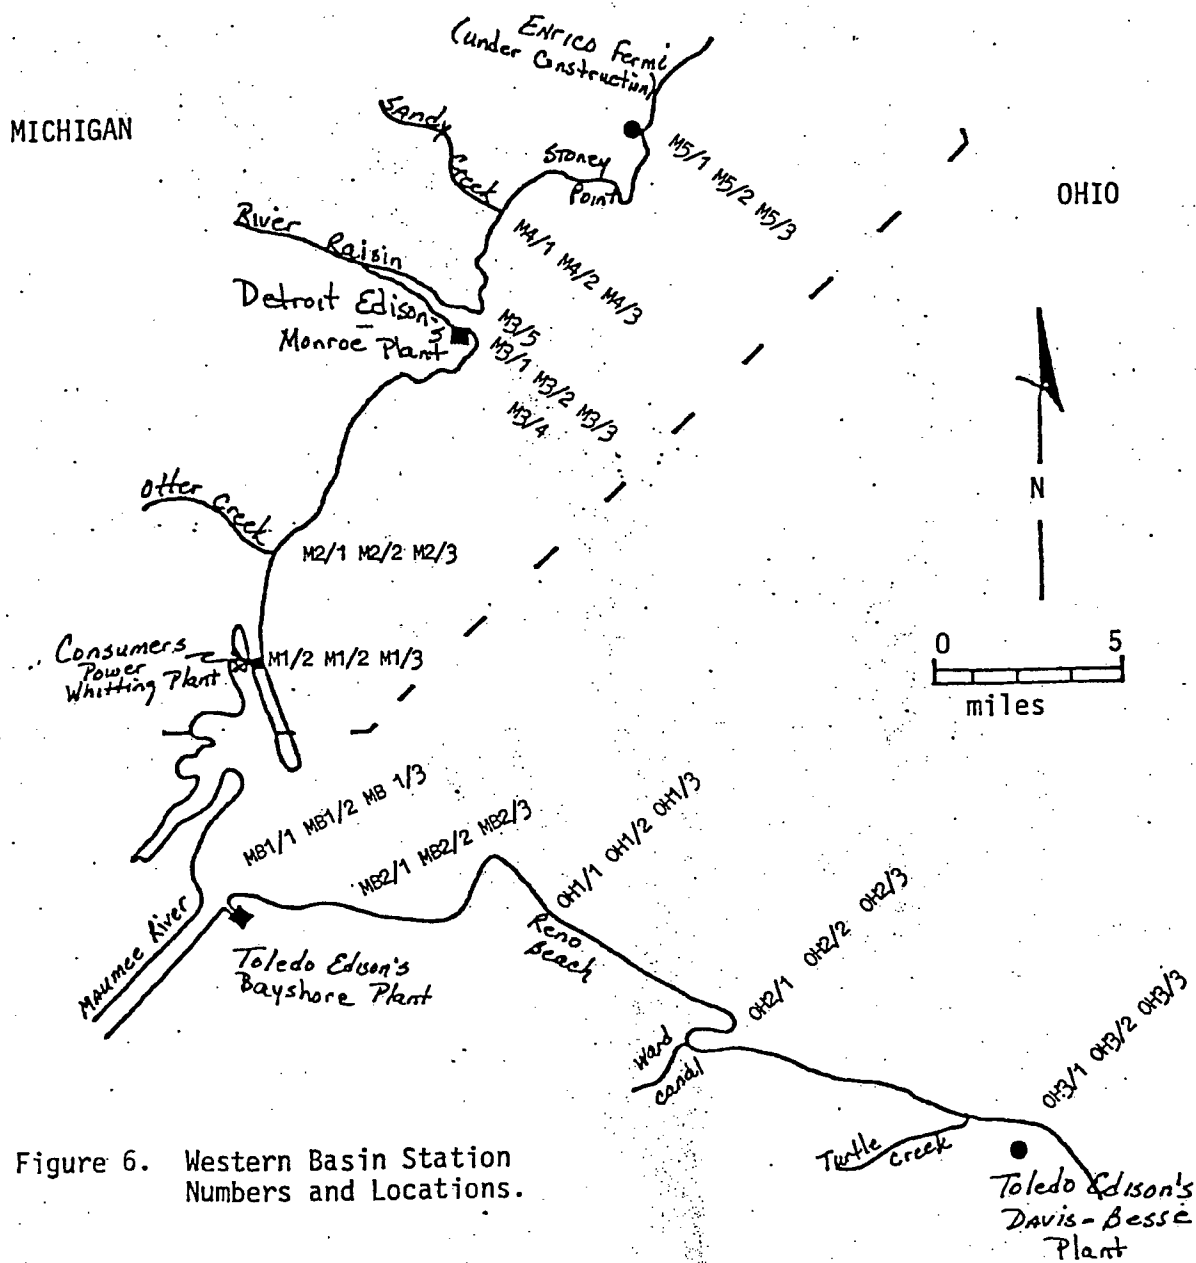 Enrico Fermi
(under Construction)
MICHIGAN
Sandy
Creek
Stoney
Point
M5/1 M5/2 M5/3
OHIO
River Raisin
M4/1 M4/2 M4/3
Detroit Edison's
Monroe Plant
M3/5
M3/1 M3/2 M3/3
M3/4
N
Otter Creek
M2/1 M2/2 M2/3
Consumers
Power
Whitting Plant
M1/2 M1/2 M1/3
0 5
miles
MB1/1 MB1/2 MB 1/3
MB2/1 MB2/2 MB2/3
OH1/1 OH1/2 OH1/3
Reno
Beach
Maumee River
Toledo Edison's
Bayshore Plant
OH2/1 OH2/2 OH2/3
Ward
Canal
OH3/1 OH3/2 OH3/3
Turtle Creek
Toledo Edison's
Davis-Besse
Plant
Figure 6. Western Basin Station
Numbers and Locations.